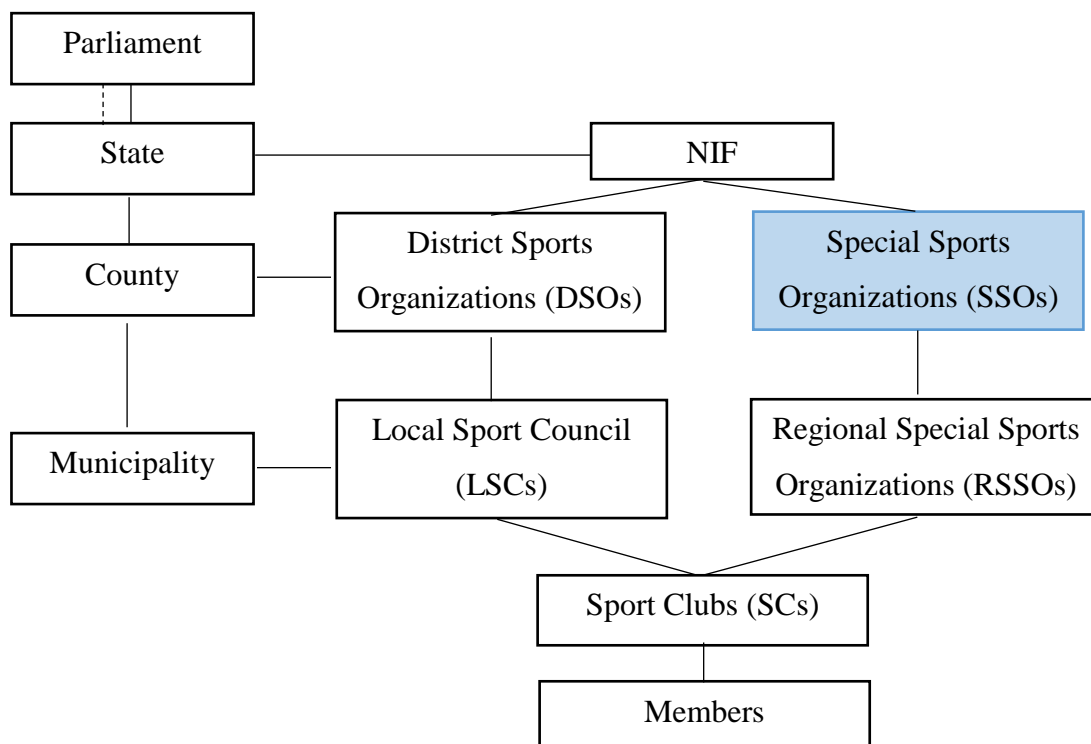 Parliament
State
NIF
District Sports
Organizations (DSOs)
Special Sports
Organizations (SSOs)
County
Local Sport Council
(LSCs)
Regional Special Sports
Organizations (RSSOs)
Municipality
Sport Clubs (SCs)
Members